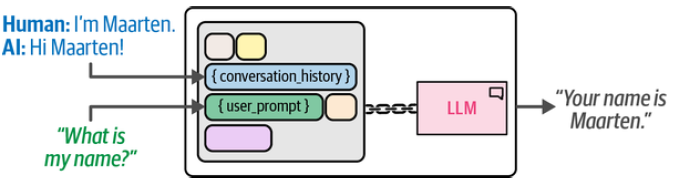 Human: I'm Maarten.
AI: Hi Maarten!
{ conversation_history }
{ user_prompt }
"What is
my name?"
LLM
"Your name is
Maarten."